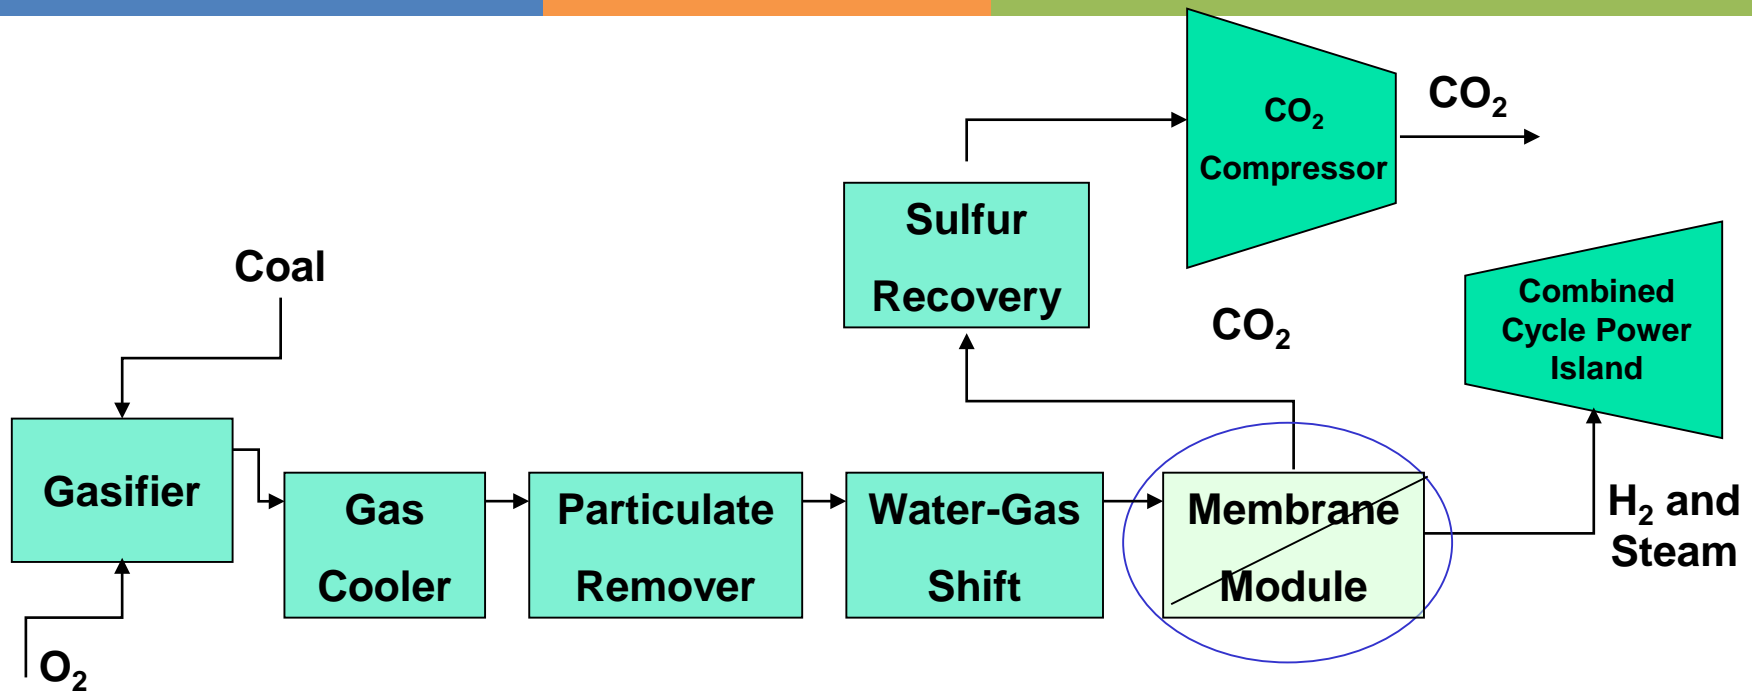 CO₂
CO₂
Compressor
Sulfur
Recovery
Coal
CO₂
Combined
Cycle Power
Island
Gasifier
Gas
Cooler
Particulate
Remover
Water-Gas
Shift
Membrane
Module
H₂ and
Steam
O₂